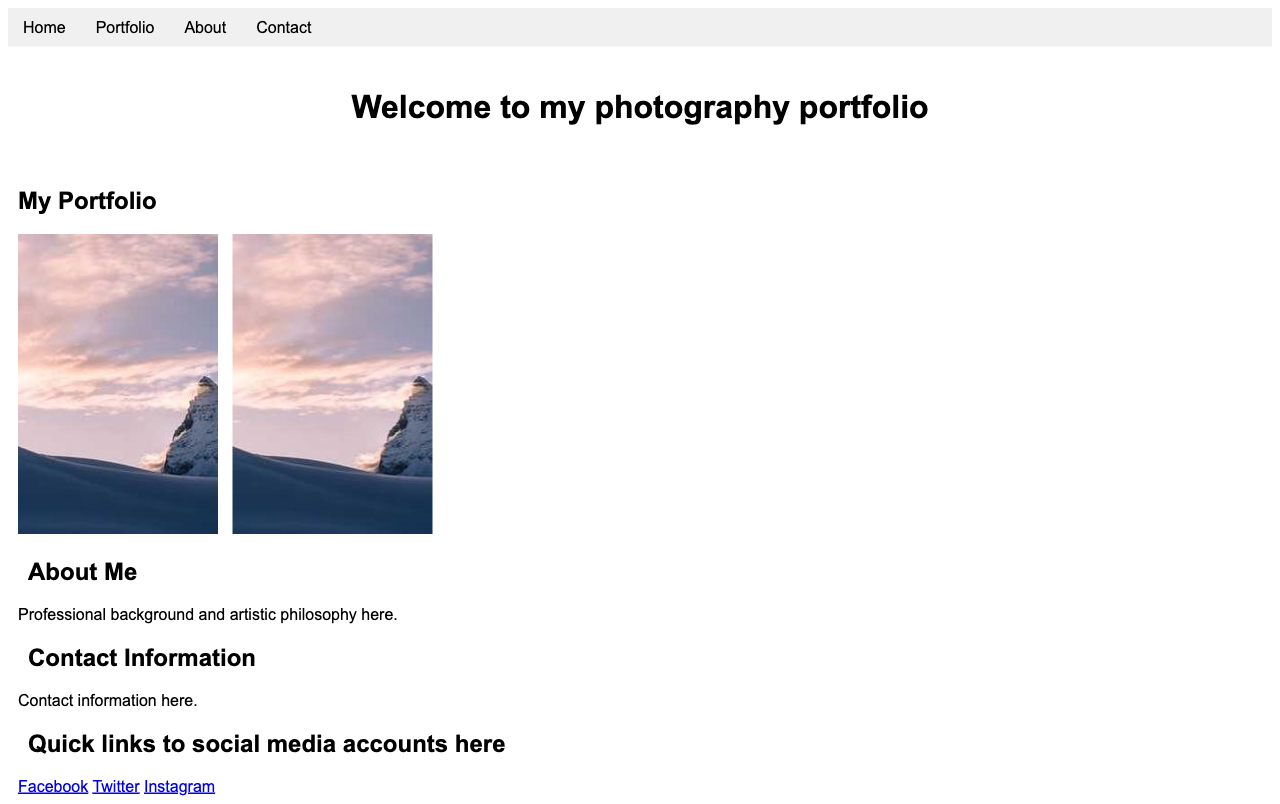 Home Portfolio About Contact
Welcome to my photography portfolio
My Portfolio
About Me
Professional background and artistic philosophy here.
Contact Information
Contact information here.
Quick links to social media accounts here
Facebook Twitter Instagram